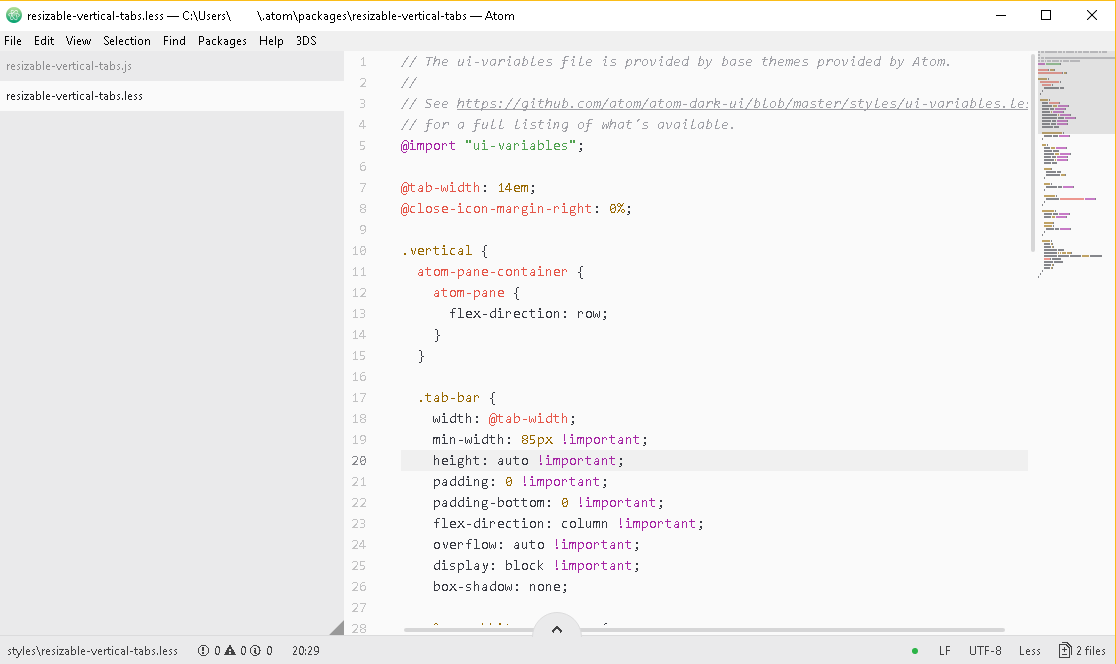 resizable-vertical-tabs.less — C:\Users\ \.atom\packages\resizable-vertical-tabs — Atom
File Edit View Selection Find Packages Help 3DS
resizable-vertical-tabs.js
resizable-vertical-tabs.less
1 // The ui-variables file is provided by base themes provided by Atom.
2 //
3 // See https://github.com/atom/atom-dark-ui/blob/master/styles/ui-variables.les
4 // for a full listing of what's available.
5 @import "ui-variables";
6
7 @tab-width: 14em;
8 @close-icon-margin-right: 0%;
9
10 .vertical {
11 atom-pane-container {
12 atom-pane {
13 flex-direction: row;
14 }
15 }
16
17 .tab-bar {
18 width: @tab-width;
19 min-width: 85px !important;
20 height: auto !important;
21 padding: 0 !important;
22 padding-bottom: 0 !important;
23 flex-direction: column !important;
24 overflow: auto !important;
25 display: block !important;
26 box-shadow: none;
27
28
styles\resizable-vertical-tabs.less 0 0 0 20:29 LF UTF-8 Less 2 files